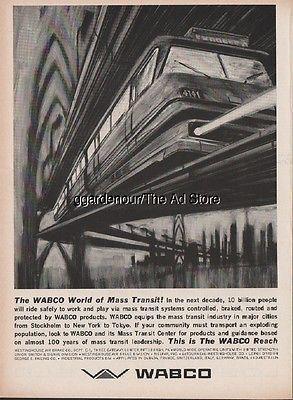 EXPRESS
4141
ggardenour/The Ad Store
The WABCO World of Mass Transit! In the next decade, 10 billion people
will ride safely to work and play via mass transit systems controlled, braked, routed and
protected by WABCO products. WABCO equips the mass transit industry in major cities
from Stockholm to New York to Tokyo. If your community must transport an exploding
population, look to WABCO and its Mass Transit Center for products and guidance based
on almost 100 years of mass transit leadership. This is The WABCO Reach
WABCO